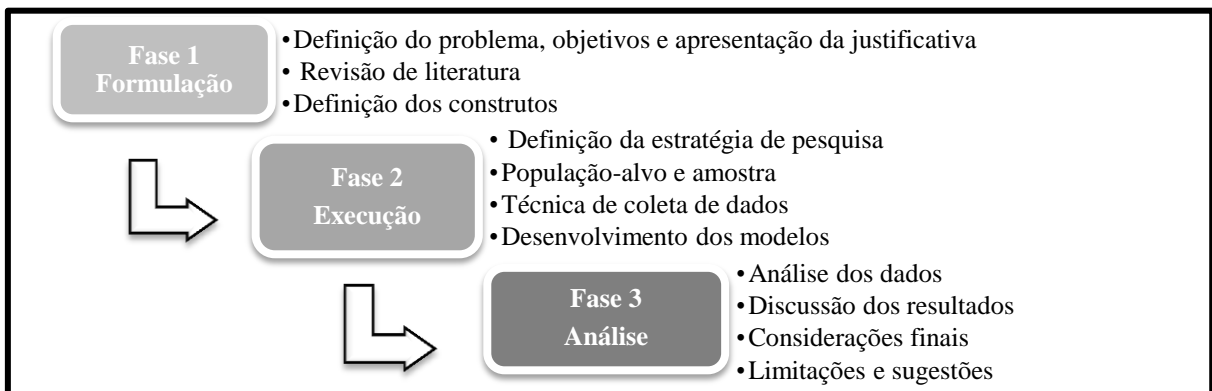 Fase 1
Formulação
•Definição do problema, objetivos e apresentação da justificativa
• Revisão de literatura
•Definição dos construtos
Fase 2
Execução
• Definição da estratégia de pesquisa
•População-alvo e amostra
•Técnica de coleta de dados
•Desenvolvimento dos modelos
Fase 3
Análise
•Análise dos dados
•Discussão dos resultados
•Considerações finais
•Limitações e sugestões